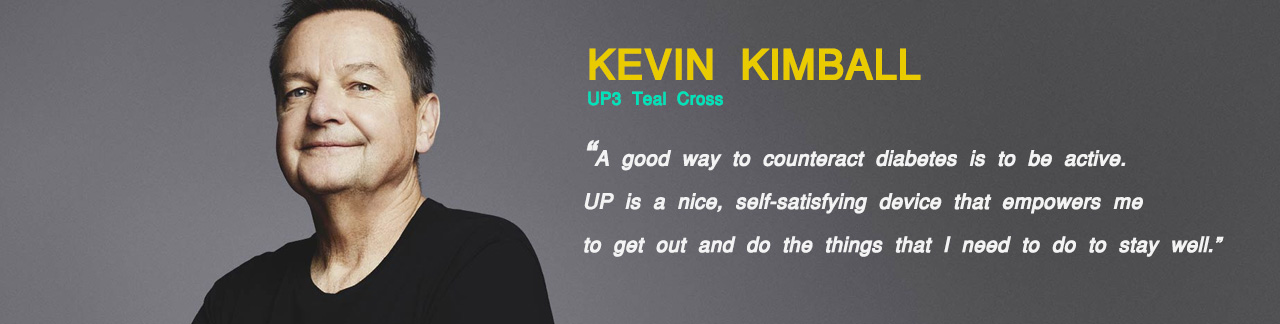 KEVIN KIMBALL
UP3 Teal Cross
“A good way to counteract diabetes is to be active.
UP is a nice, self-satisfying device that empowers me
to get out and do the things that I need to do to stay well.”